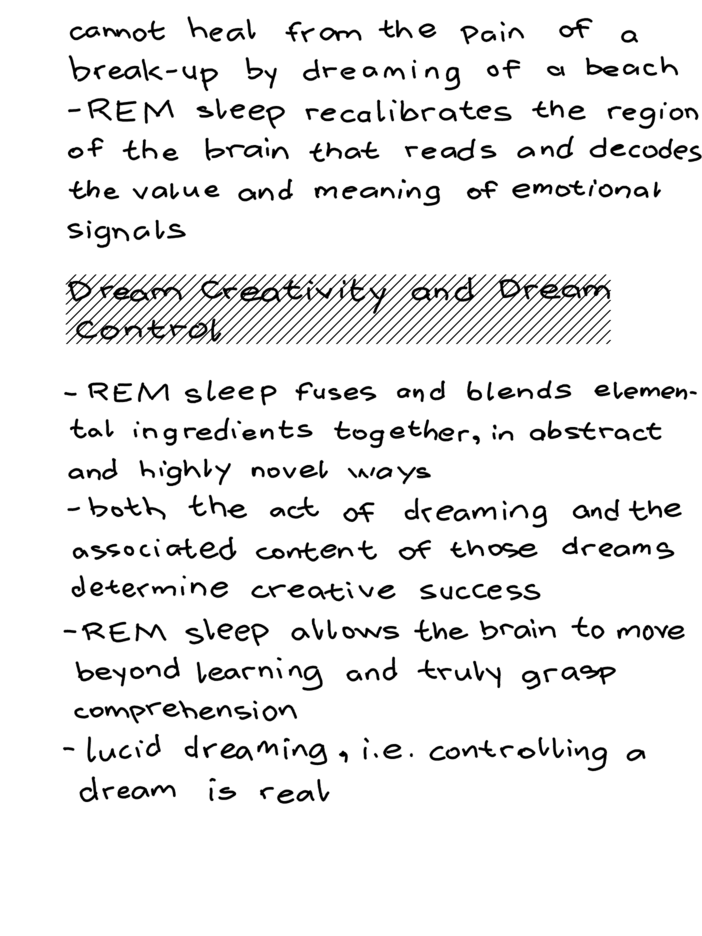 cannot heal from the pain of a
break-up by dreaming of a beach
-REM sleep recalibrates the region
of the brain that reads and decodes
the value and meaning of emotional
signals
Dream Creativity and Dream
Control
- REM sleep fuses and blends elemen-
tal ingredients together, in abstract
and highly novel ways
-both the act of dreaming and the
associated content of those dreams
determine creative success
-REM sleep allows the brain to move
beyond learning and truly grasp
comprehension
- lucid dreaming, i.e. controlling a
dream is real